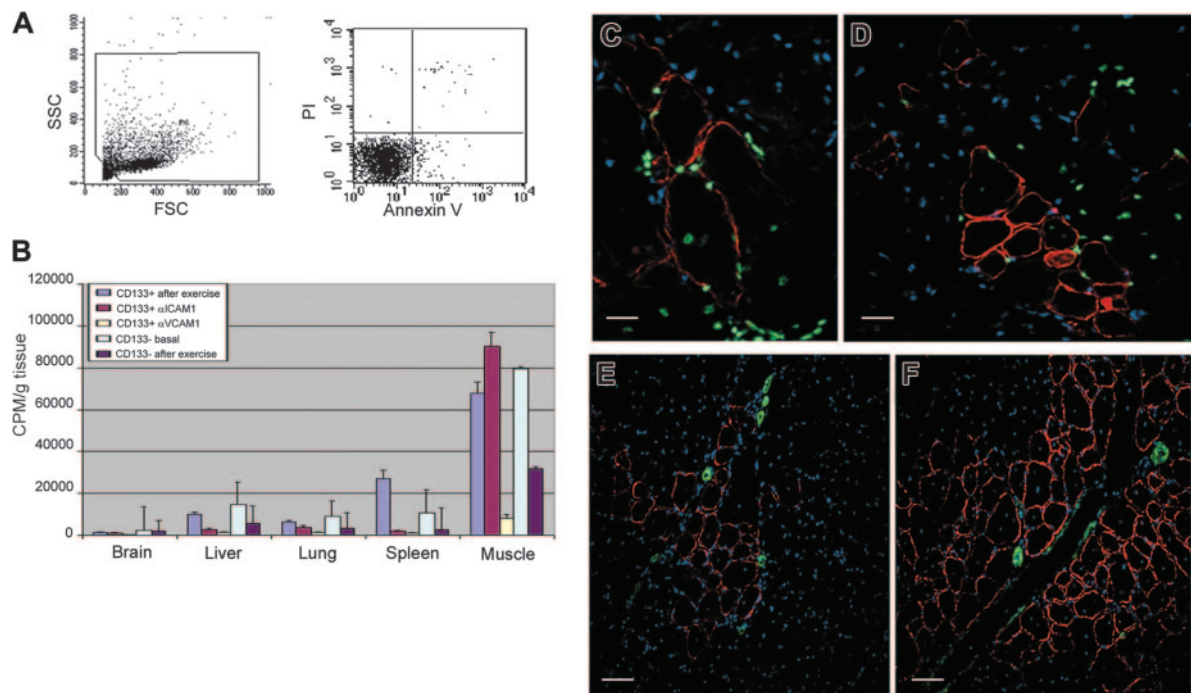 A
SSC
1000
800
600
400
200
0
200 400 600 800 1000
FSC
PI
10^4
10^3
10^2
10^1
10^0
10^0 10^1 10^2 10^3 10^4
Annexin V
B
CPM/g tissue
120000
100000
80000
60000
40000
20000
0
CD133+ after exercise
CD133+ αICAM1
CD133+ αVCAM1
CD133- basal
CD133- after exercise
Brain Liver Lung Spleen Muscle
C
D
E
F